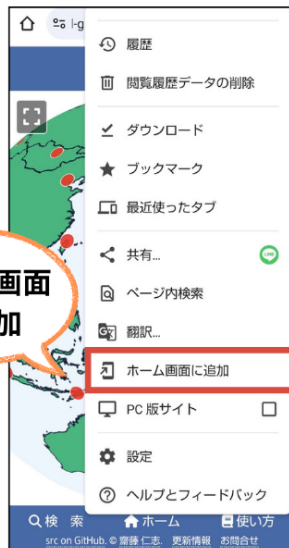 l-g
履歴
閲覧履歴データの削除
ダウンロード
ブックマーク
最近使ったタブ
共有...
LINE
ページ内検索
翻訳...
画面
加
ホーム画面に追加
PC 版サイト
設定
ヘルプとフィードバック
検 索 ホーム 使い方
src on GitHub. © 齋藤 仁志. 更新情報 お問合せ